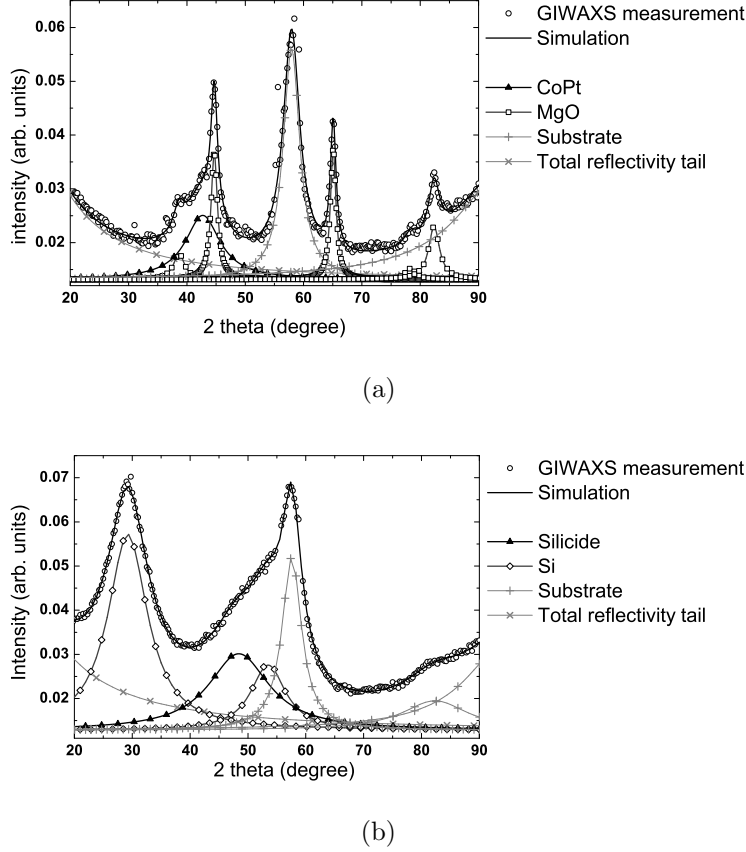 0.06
0.05
0.04
0.03
0.02
intensity (arb. units)
20 30 40 50 60 70 80 90
2 theta (degree)
GIWAXS measurement
Simulation
CoPt
MgO
Substrate
Total reflectivity tail
(a)
0.07
0.06
0.05
0.04
0.03
0.02
Intensity (arb. units)
20 30 40 50 60 70 80 90
2 theta (degree)
GIWAXS measurement
Simulation
Silicide
Si
Substrate
Total reflectivity tail
(b)